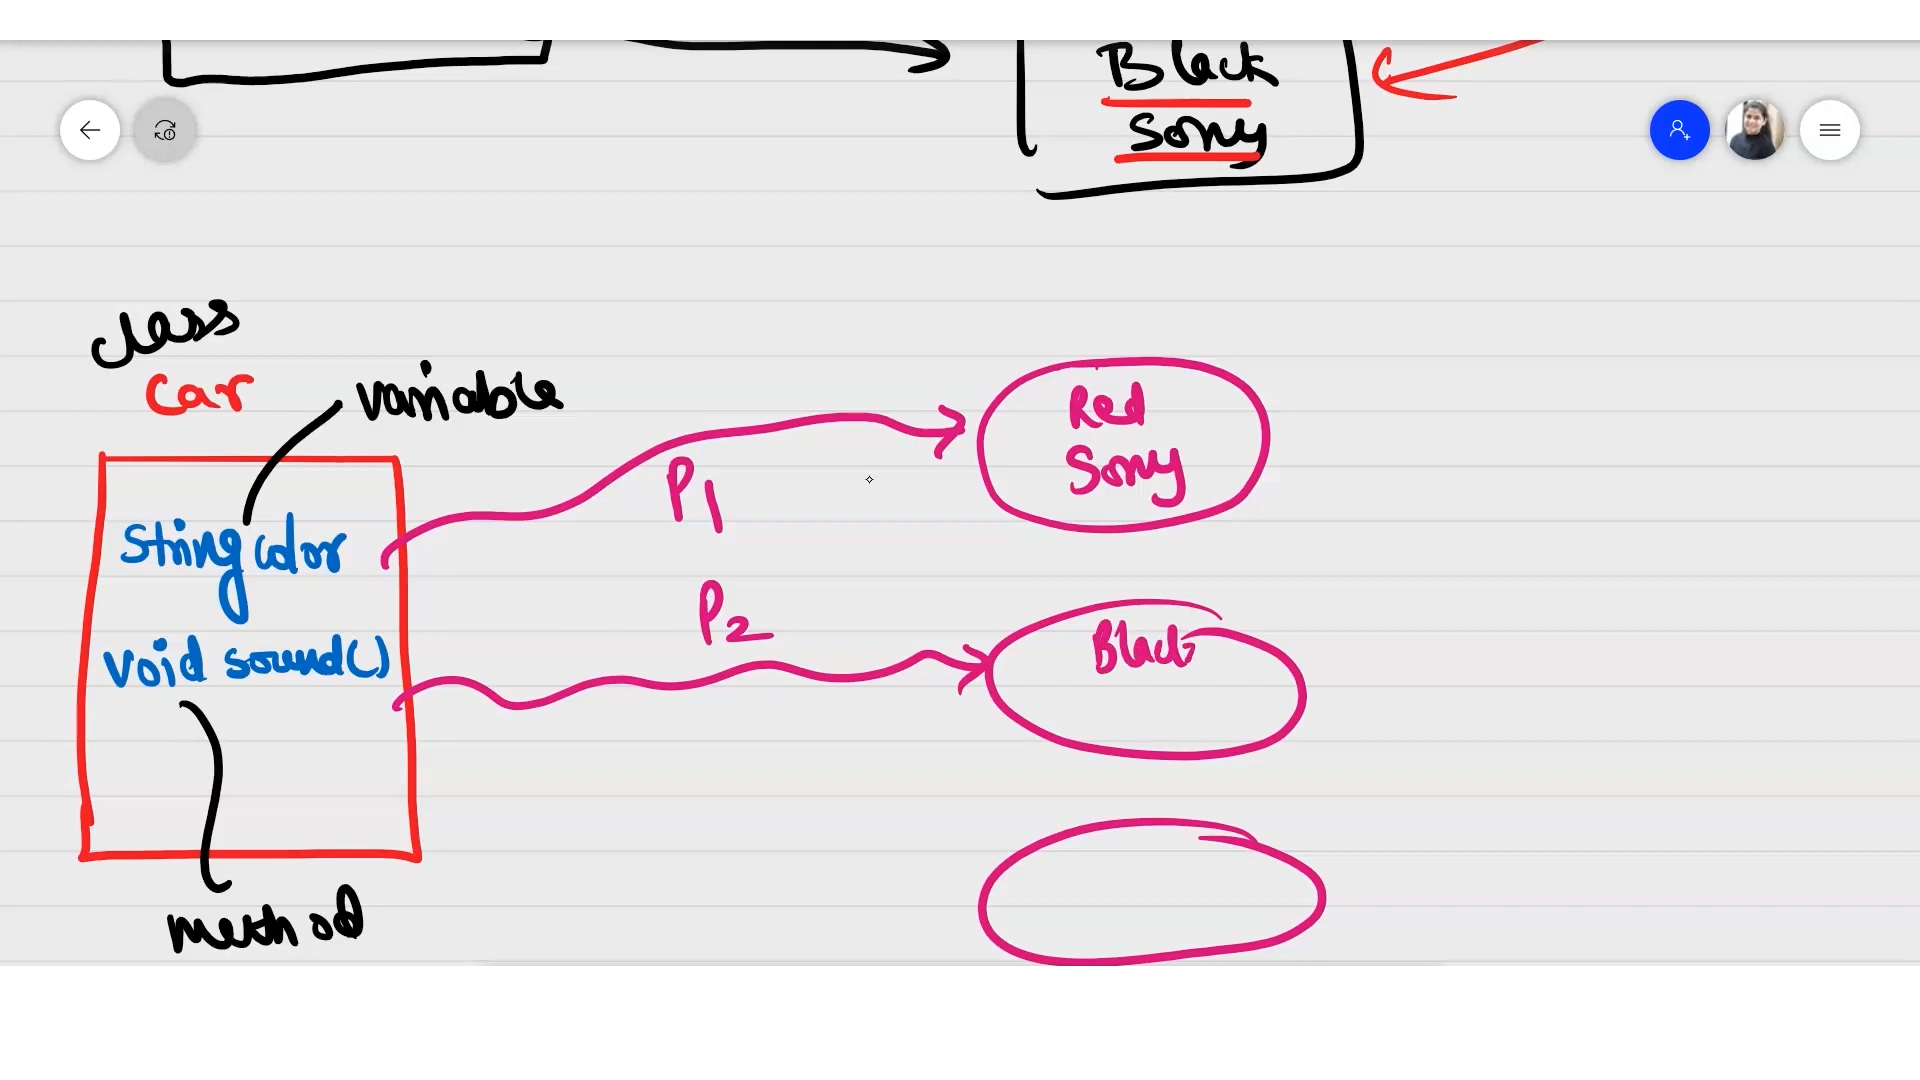 Black
Sony
class
Car
variable
String color
void sound()
method
P1
Red
Sony
P2
Black